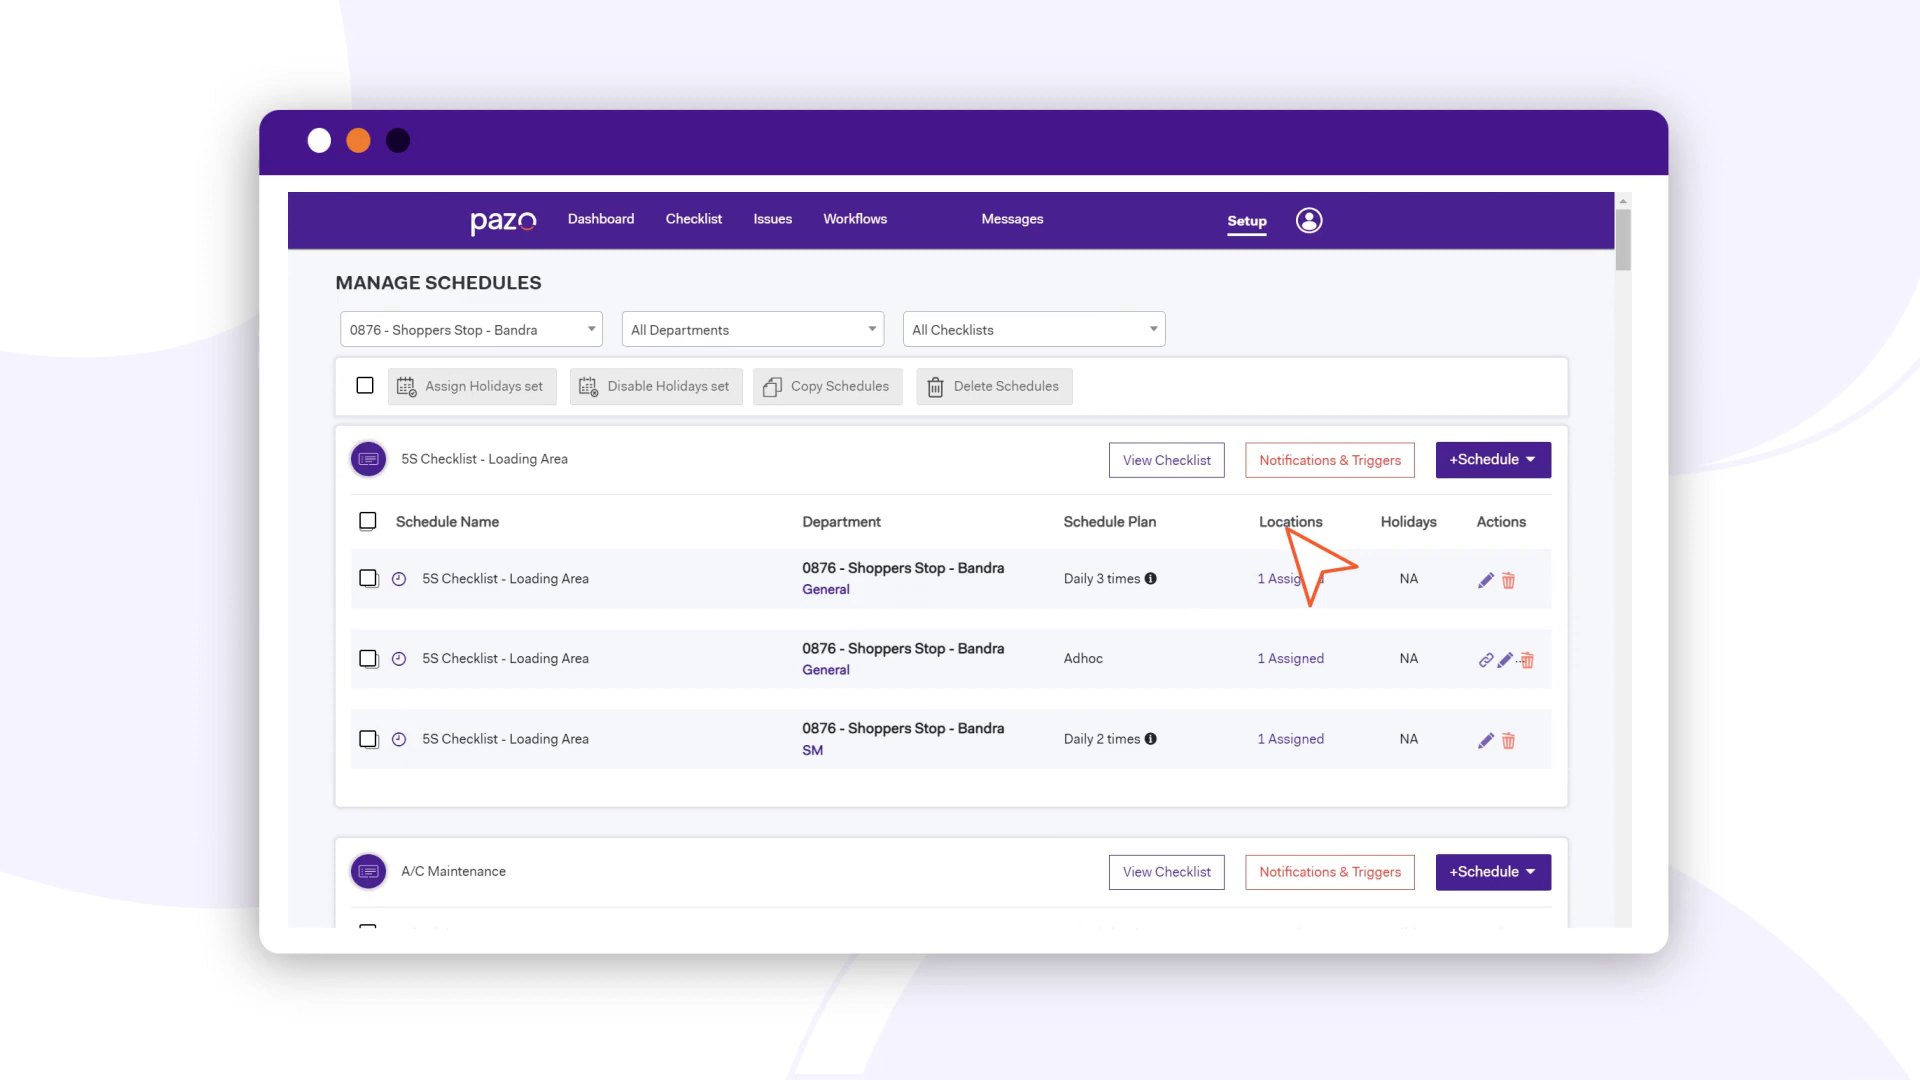 pazo Dashboard Checklist Issues Workflows Messages Setup
MANAGE SCHEDULES
0876 - Shoppers Stop - Bandra All Departments All Checklists
Assign Holidays set Disable Holidays set Copy Schedules Delete Schedules
5S Checklist - Loading Area View Checklist Notifications & Triggers +Schedule
Schedule Name Department Schedule Plan Locations Holidays Actions
5S Checklist - Loading Area 0876 - Shoppers Stop - Bandra Daily 3 times 1 Assigned NA
General
5S Checklist - Loading Area 0876 - Shoppers Stop - Bandra Adhoc 1 Assigned NA ...
General
5S Checklist - Loading Area 0876 - Shoppers Stop - Bandra Daily 2 times 1 Assigned NA
SM
A/C Maintenance View Checklist Notifications & Triggers +Schedule